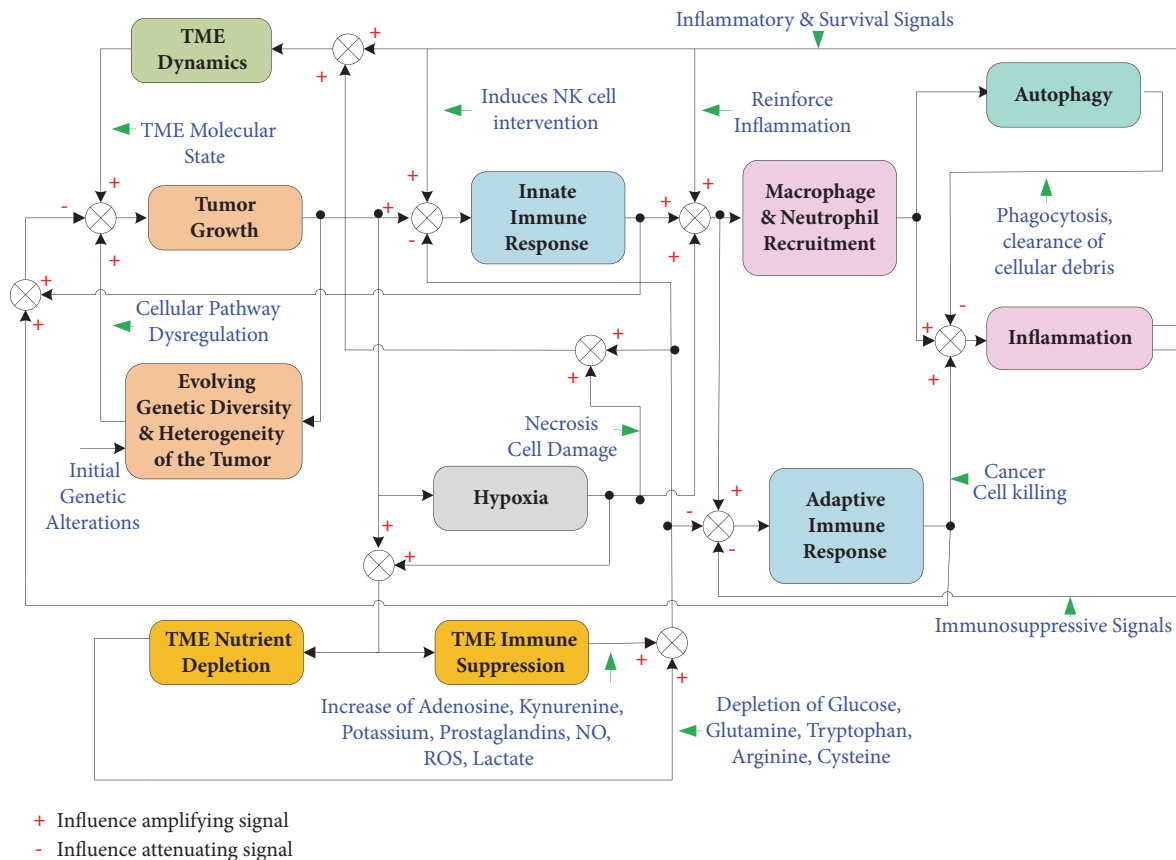 Inflammatory & Survival Signals
TME
Dynamics
+
+
+
Induces NK cell
intervention
Reinforce
Inflammation
Autophagy
TME Molecular
State
+
-
+
Tumor
Growth
+
+
-
Innate
Immune
Response
+
+
+
Macrophage
& Neutrophil
Recruitment
Phagocytosis,
clearance of
cellular debris
+
+
Cellular Pathway
Dysregulation
-
+
+
Inflammation
+
+
Evolving
Genetic Diversity
& Heterogeneity
of the Tumor
Initial
Genetic
Alterations
Necrosis
Cell Damage
Hypoxia
+
-
-
Adaptive
Immune
Response
Cancer
Cell killing
+
+
Immunosuppressive Signals
TME Nutrient
Depletion
TME Immune
Suppression
+
+
Increase of Adenosine, Kynurenine,
Potassium, Prostaglandins, NO,
ROS, Lactate
Depletion of Glucose,
Glutamine, Tryptophan,
Arginine, Cysteine
+ Influence amplifying signal
- Influence attenuating signal